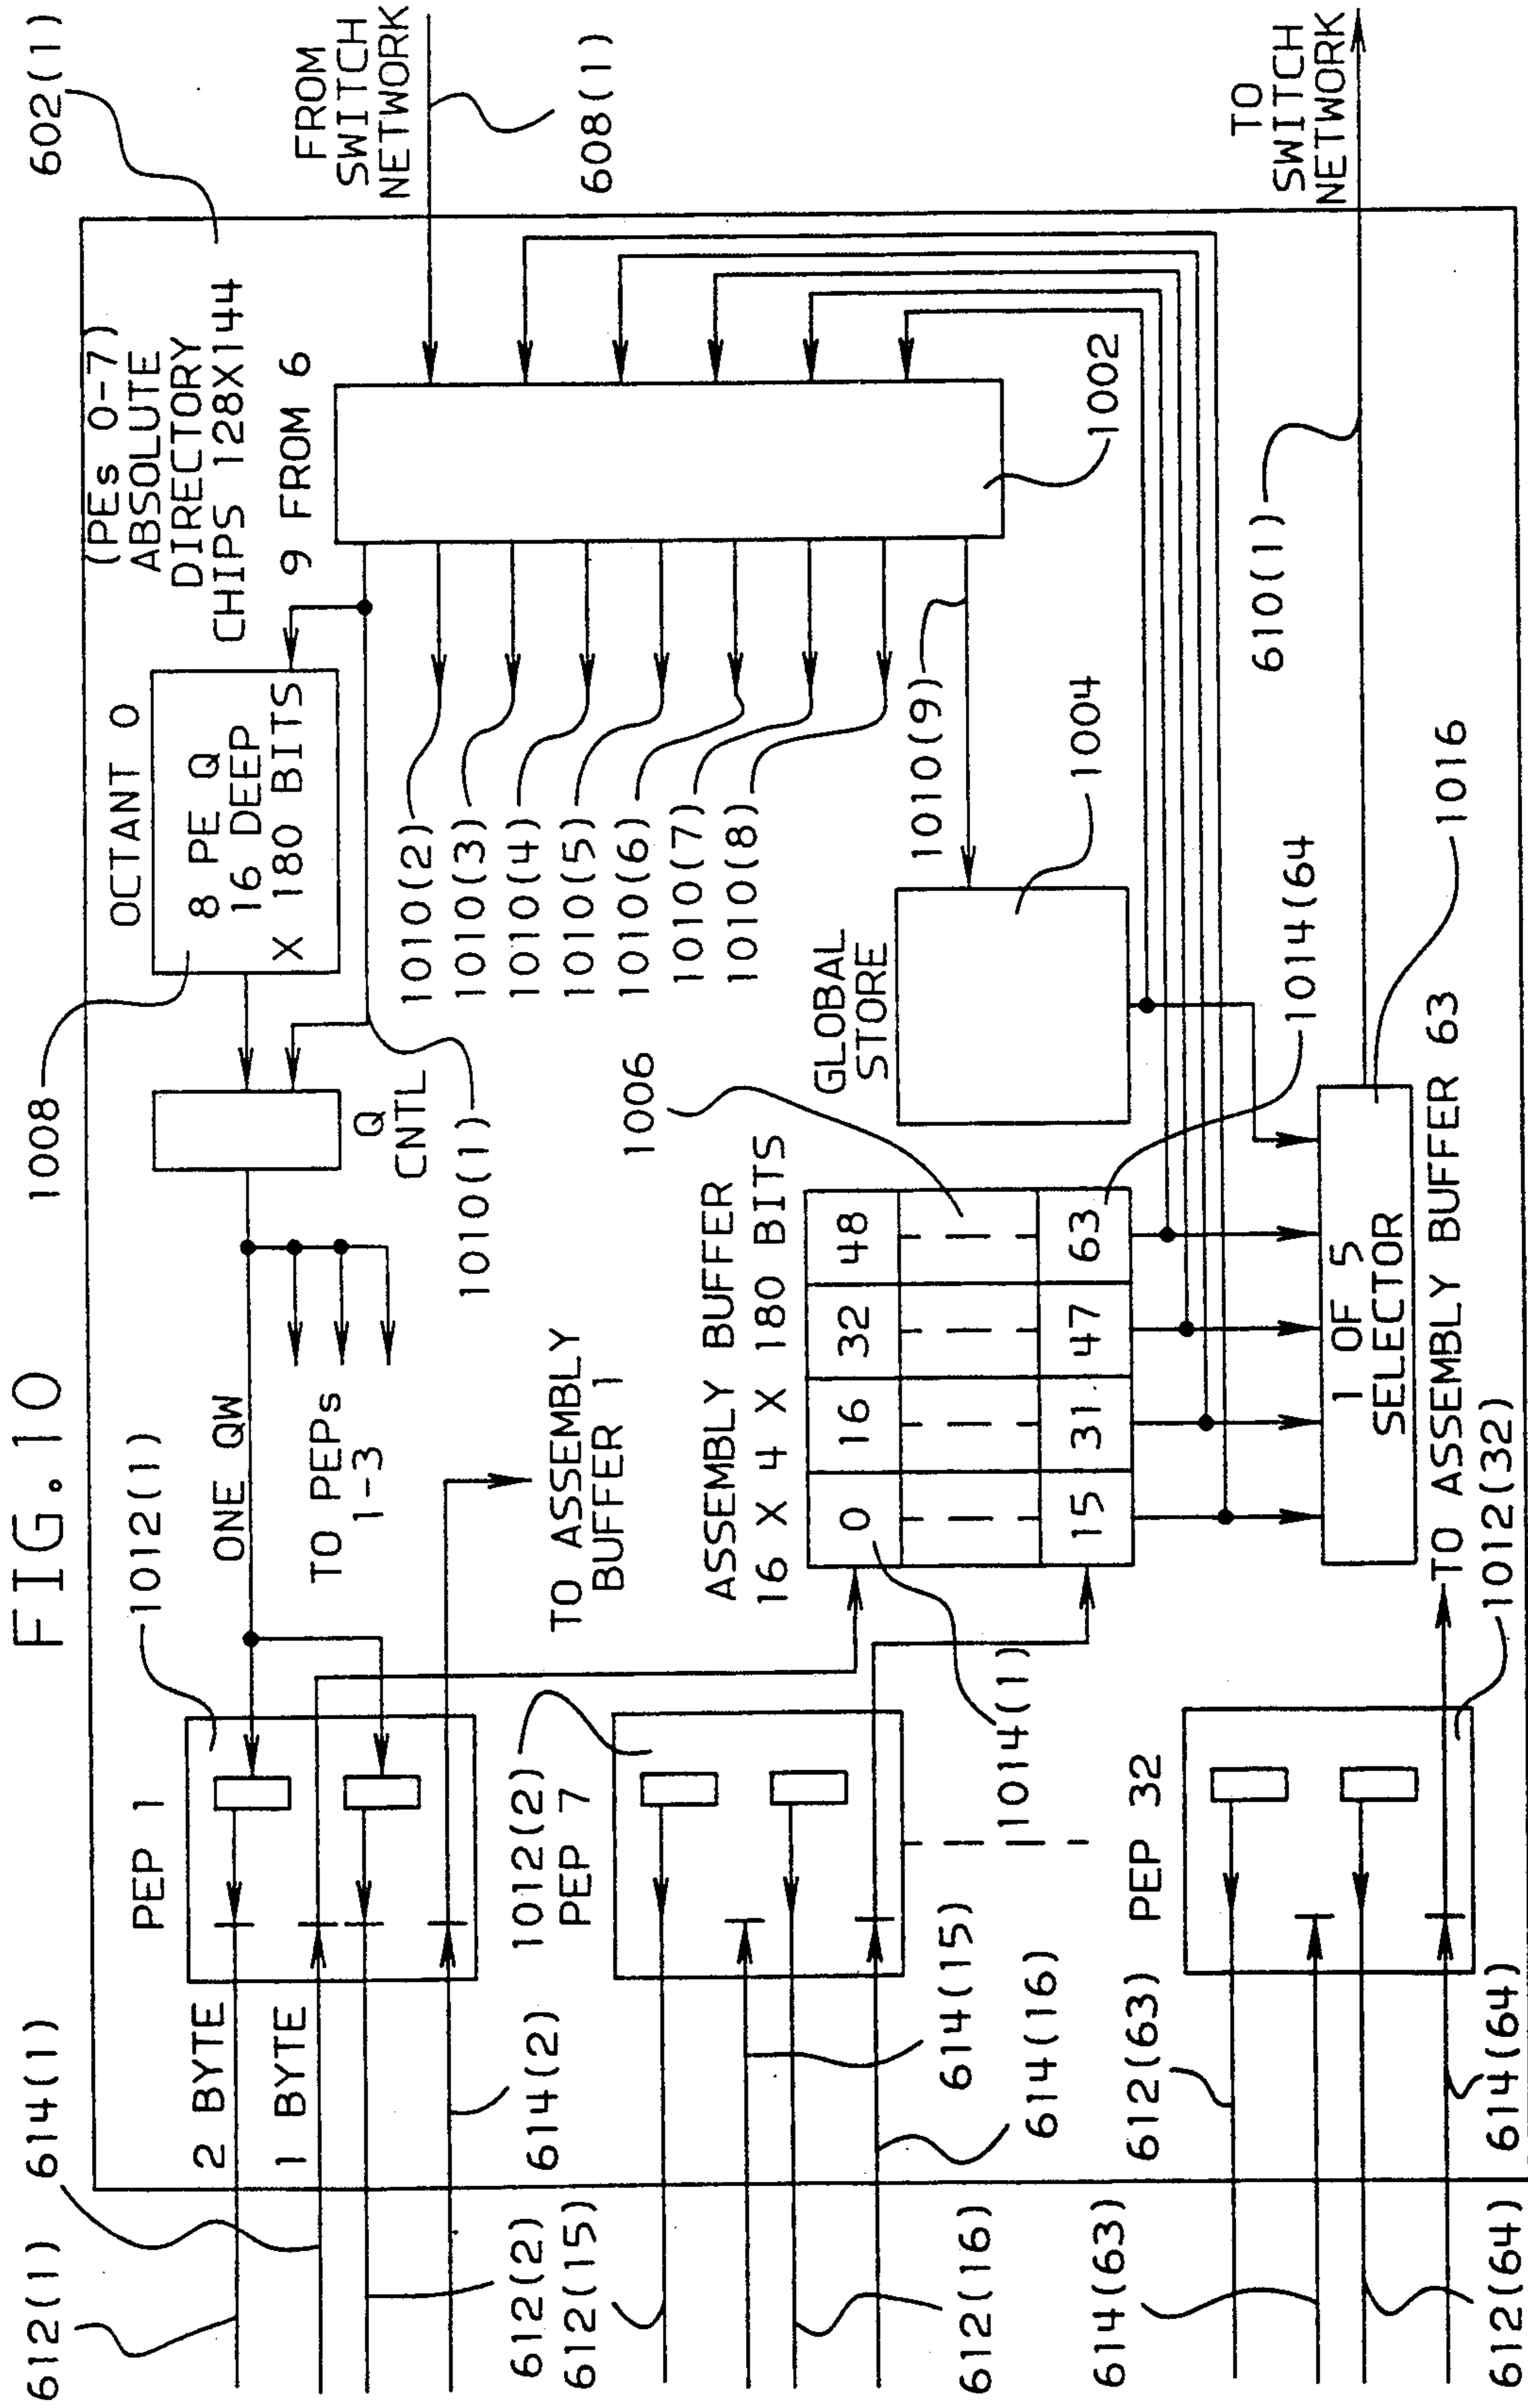 FIG.10
612(1)
614(1)
2 BYTE
1 BYTE
PEP 1
1012(1)
ONE QW
TO PEPs
1-3
Q
CNTL
1008
OCTANT 0
8 PE Q
16 DEEP
X 180 BITS
(PEs 0-7)
ABSOLUTE
DIRECTORY
CHIPS 128X144
602(1)
9 FROM 6
FROM
SWITCH
NETWORK
608(1)
614(2)
612(2)
612(15)
1012(2)
PEP 7
TO ASSEMBLY
BUFFER 1
1010(1)
1010(2)
1010(3)
1010(4)
1010(5)
1010(6)
1010(7)
1010(8)
1010(9)
1002
1006
ASSEMBLY BUFFER
16 X 4 X 180 BITS
0
16
32
48
15
31
47
63
GLOBAL
STORE
1004
614(15)
614(16)
612(16)
1014(1)
1014(64
612(63)
614(63)
PEP 32
1 OF 5
SELECTOR
1016
610(1)
TO
SWITCH
NETWORK
TO ASSEMBLY BUFFER 63
1012(32)
612(64)
614(64)